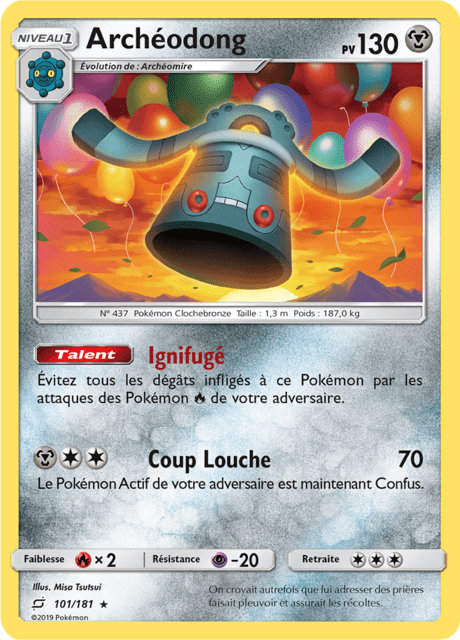 NIVEAU 1
Archéodong
PV 130
Évolution de : Archéomire
N° 437 Pokémon Clochebronze Taille : 1,3 m Poids : 187,0 kg
Talent Ignifugé
Évitez tous les dégâts infligés à ce Pokémon par les
attaques des Pokémon de votre adversaire.
Coup Louche 70
Le Pokémon Actif de votre adversaire est maintenant Confus.
Faiblesse × 2 Résistance -20 Retraite
Illus. Misa Tsutsui
101/181 ★
©2019 Pokémon
On croyait autrefois que lui adresser des prières
faisait pleuvoir et assurait les récoltes.